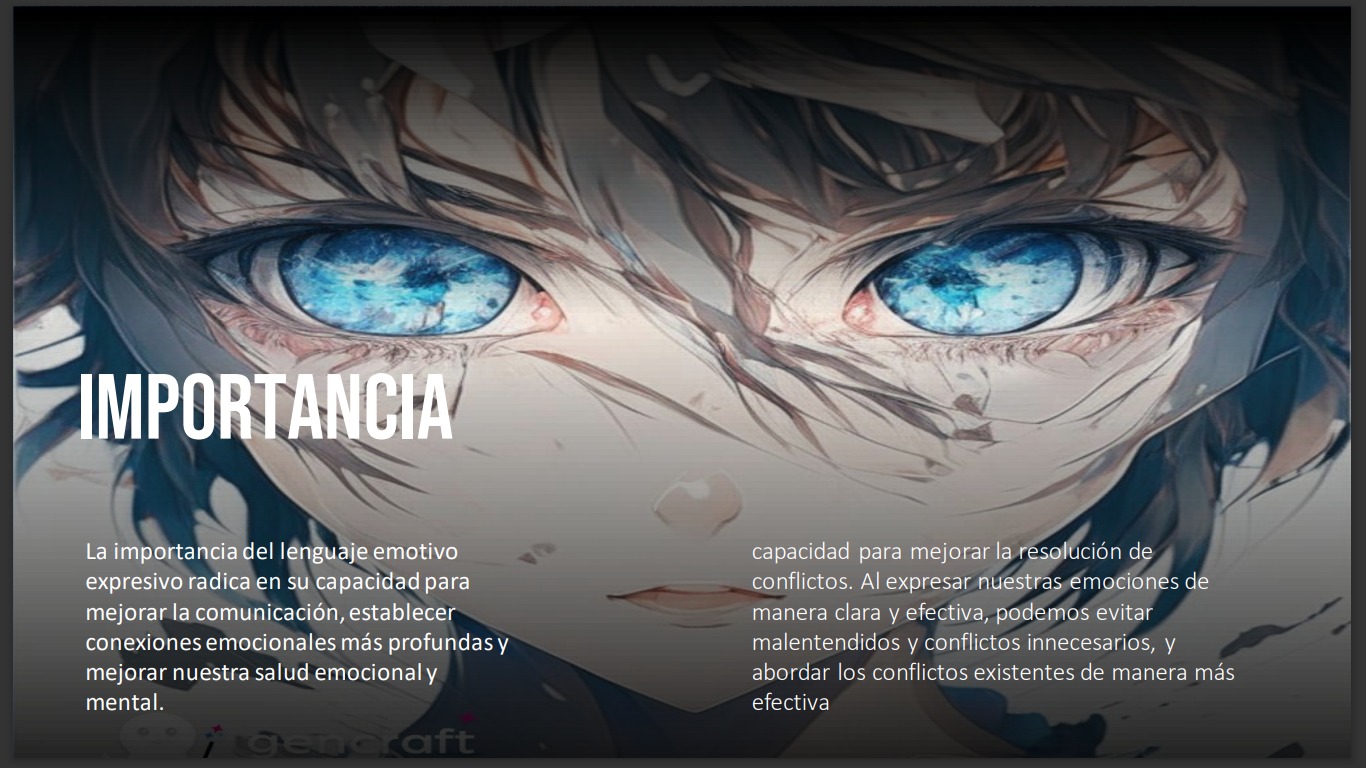 IMPORTANCIA
La importancia del lenguaje emotivo
expresivo radica en su capacidad para
mejorar la comunicación, establecer
conexiones emocionales más profundas y
mejorar nuestra salud emocional y
mental.
capacidad para mejorar la resolución de
conflictos. Al expresar nuestras emociones de
manera clara y efectiva, podemos evitar
malentendidos y conflictos innecesarios, y
abordar los conflictos existentes de manera más
efectiva
gencraft